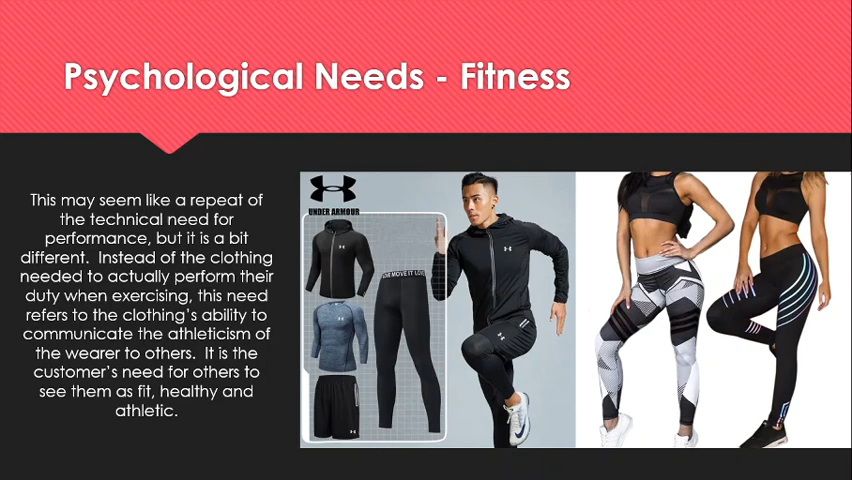 Psychological Needs - Fitness
This may seem like a repeat of
the technical need for
performance, but it is a bit
different.  Instead of the clothing
needed to actually perform their
duty when exercising, this need
refers to the clothing's ability to
communicate the athleticism of
the wearer to others.  It is the
customer's need for others to
see them as fit, healthy and
athletic.
UNDER ARMOUR